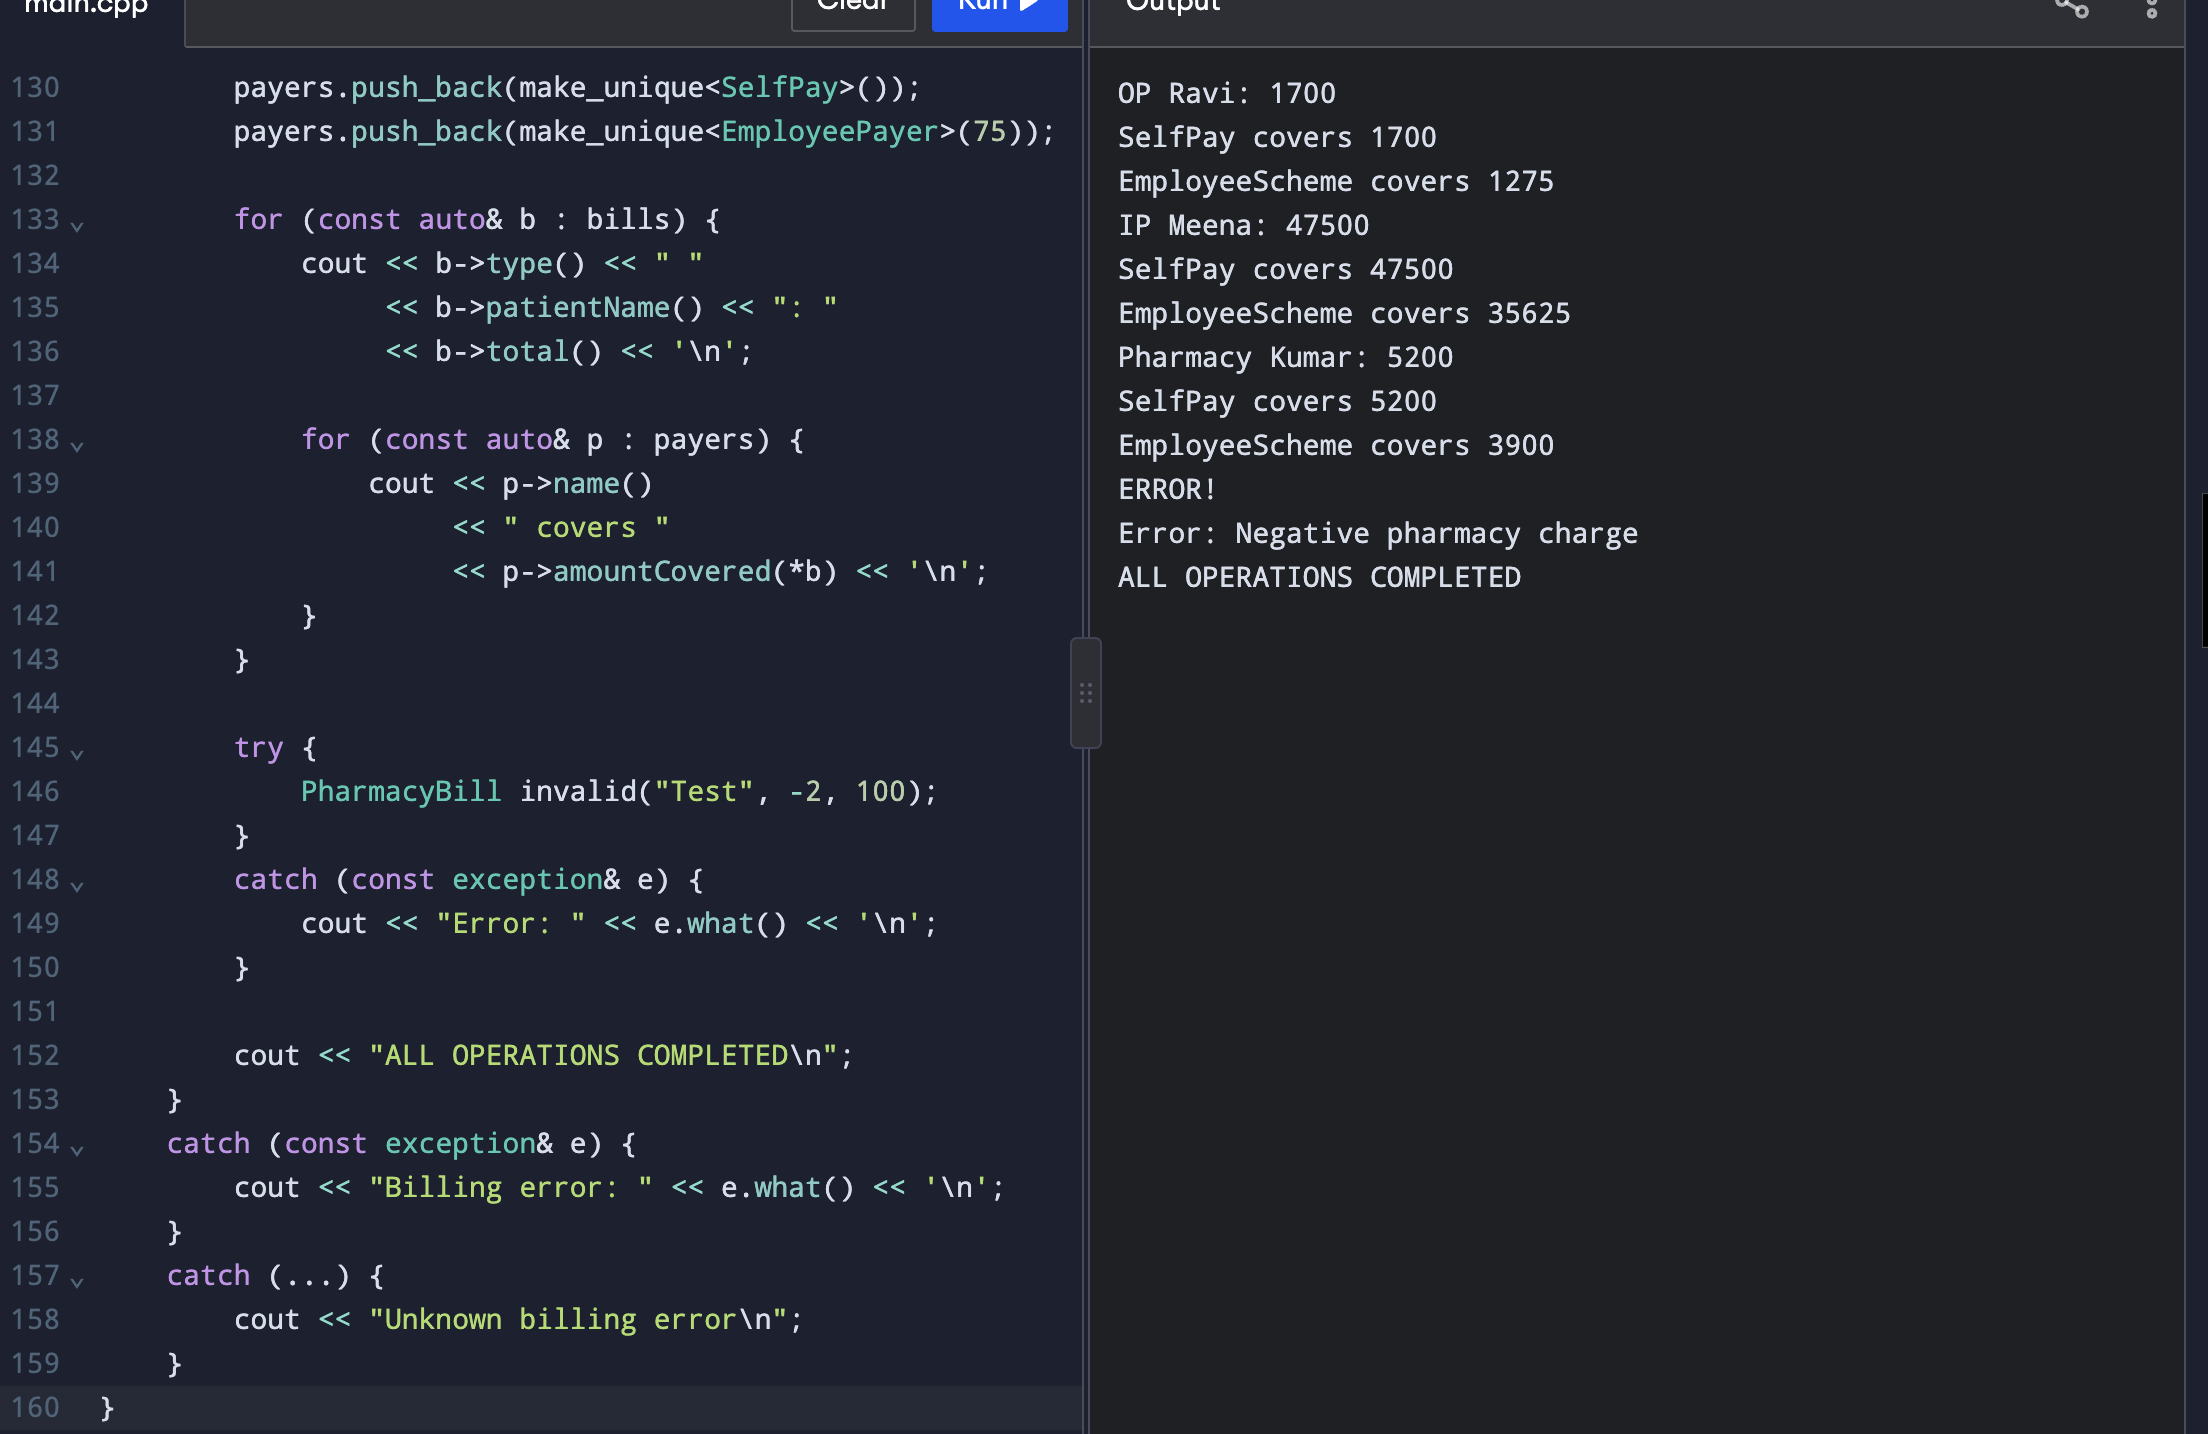 main.cpp
Clear
Run
Output
130 payers.push_back(make_unique<SelfPay>());
131 payers.push_back(make_unique<EmployeePayer>(75));
132
133 for (const auto& b : bills) {
134 cout << b->type() << " "
135 << b->patientName() << ": "
136 << b->total() << '\n';
137
138 for (const auto& p : payers) {
139 cout << p->name()
140 << " covers "
141 << p->amountCovered(*b) << '\n';
142 }
143 }
144
145 try {
146 PharmacyBill invalid("Test", -2, 100);
147 }
148 catch (const exception& e) {
149 cout << "Error: " << e.what() << '\n';
150 }
151
152 cout << "ALL OPERATIONS COMPLETED\n";
153 }
154 catch (const exception& e) {
155 cout << "Billing error: " << e.what() << '\n';
156 }
157 catch (...) {
158 cout << "Unknown billing error\n";
159 }
160 }
OP Ravi: 1700
SelfPay covers 1700
EmployeeScheme covers 1275
IP Meena: 47500
SelfPay covers 47500
EmployeeScheme covers 35625
Pharmacy Kumar: 5200
SelfPay covers 5200
EmployeeScheme covers 3900
ERROR!
Error: Negative pharmacy charge
ALL OPERATIONS COMPLETED